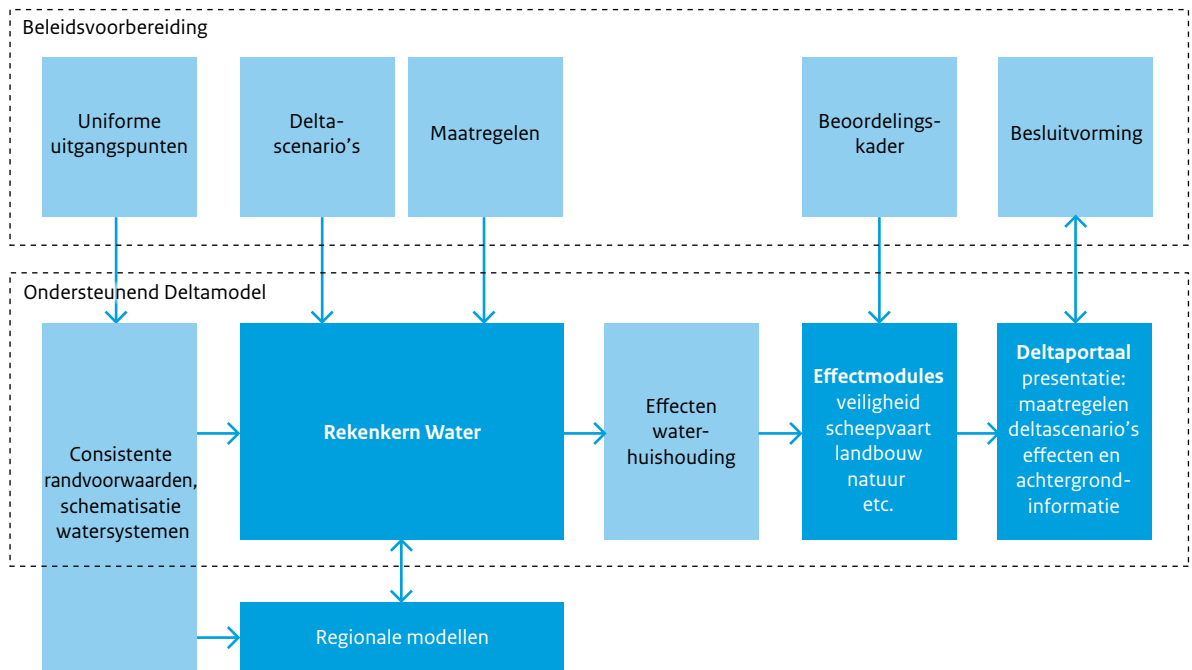 Beleidsvoorbereiding
Uniforme
uitgangspunten
Delta-
scenario's
Maatregelen
Beoordelings-
kader
Besluitvorming
Ondersteunend Deltamodel
Consistente
randvoorwaarden,
schematisatie
watersystemen
Rekenkern Water
Effecten
water-
huishouding
Effectmodules
veiligheid
scheepvaart
landbouw
natuur
etc.
Deltaportaal
presentatie:
maatregelen
deltascenario's
effecten en
achtergrond-
informatie
Regionale modellen